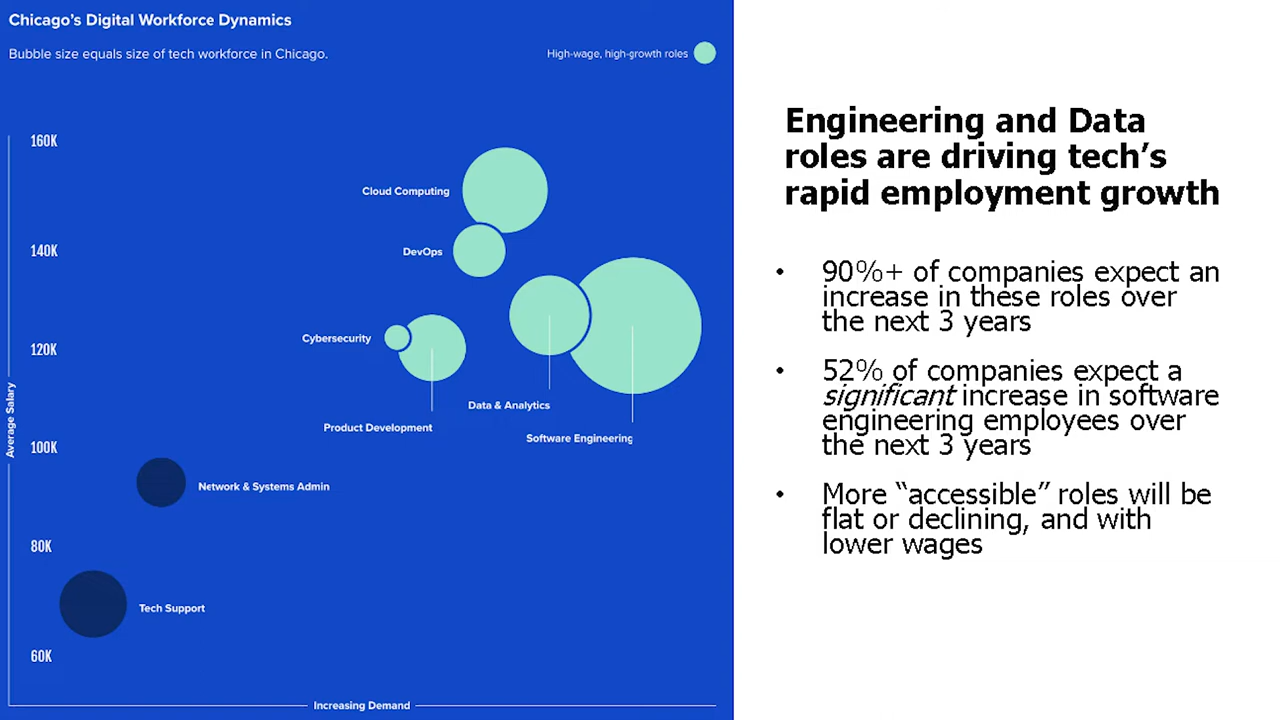 Chicago's Digital Workforce Dynamics
Bubble size equals size of tech workforce in Chicago.
High-wage, high-growth roles
160K
Cloud Computing
140K
DevOps
Cybersecurity
120K
Data & Analytics
Product Development
Software Engineering
100K
Average Salary
Network & Systems Admin
80K
Tech Support
60K
Increasing Demand
Engineering and Data
roles are driving tech's
rapid employment growth
• 90%+ of companies expect an
increase in these roles over
the next 3 years
• 52% of companies expect a
significant increase in software
engineering employees over
the next 3 years
• More “accessible” roles will be
flat or declining, and with
lower wages